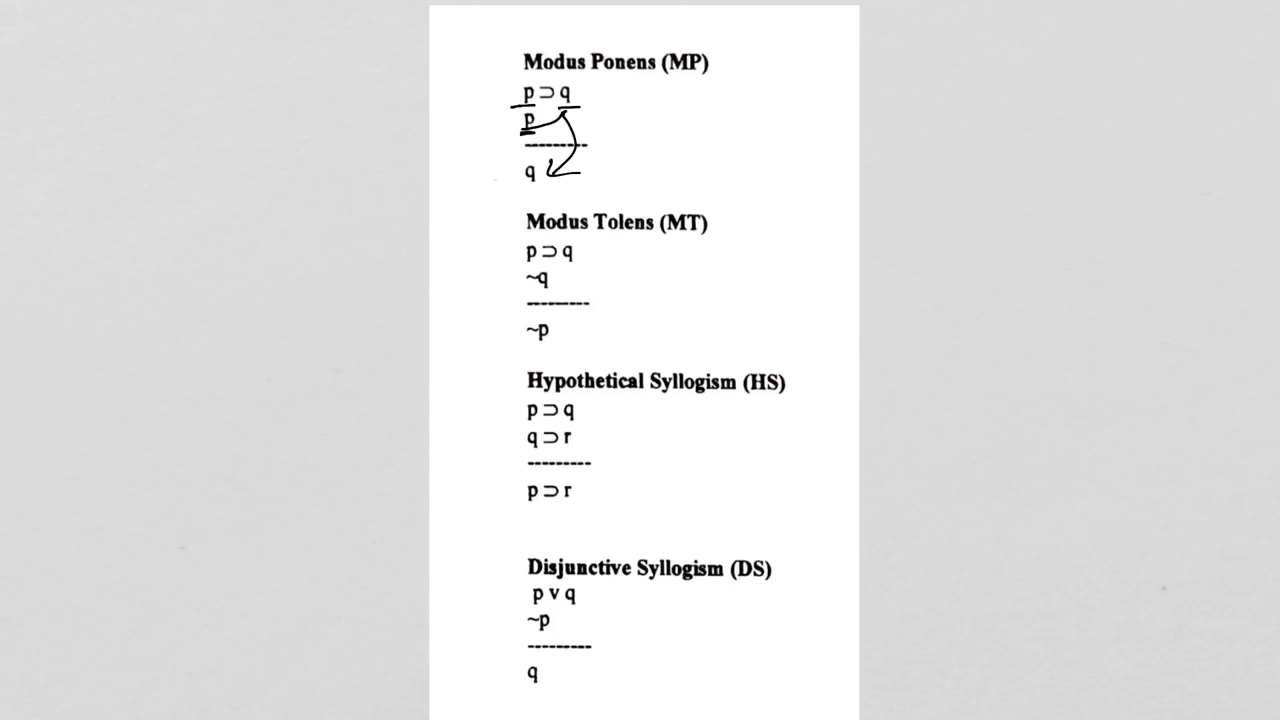 Modus Ponens (MP)
p ⊃ q
p
---------
q
Modus Tolens (MT)
p ⊃ q
~q
---------
~p
Hypothetical Syllogism (HS)
p ⊃ q
q ⊃ r
---------
p ⊃ r
Disjunctive Syllogism (DS)
p v q
~p
---------
q